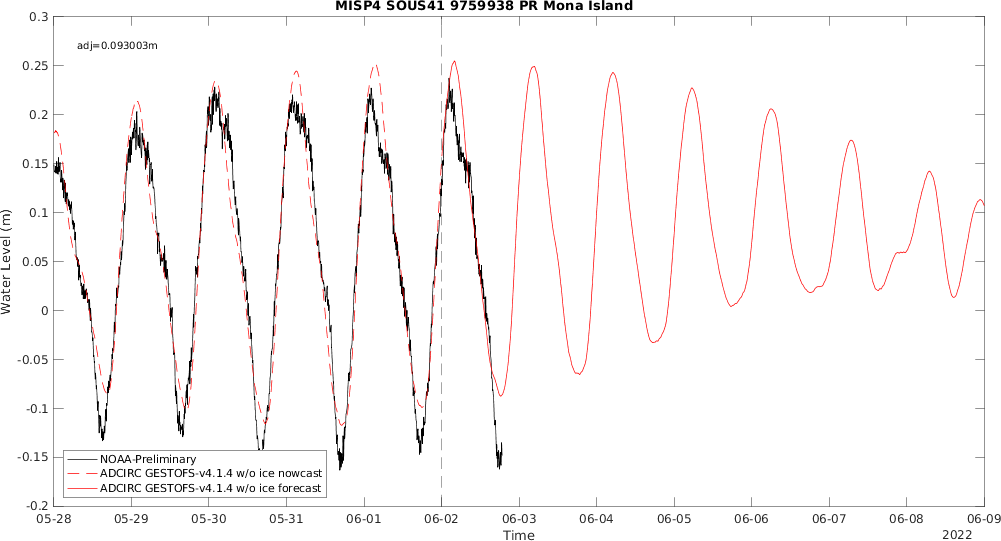 MISP4 SOUS41 9759938 PR Mona Island
adj=0.093003m
0.3
0.25
0.2
0.15
0.1
0.05
0
-0.05
-0.1
-0.15
-0.2
Water Level (m)
NOAA-Preliminary
ADCIRC GESTOFS-v4.1.4 w/o ice nowcast
ADCIRC GESTOFS-v4.1.4 w/o ice forecast
05-28 05-29 05-30 05-31 06-01 06-02 06-03 06-04 06-05 06-06 06-07 06-08 06-09
Time
2022